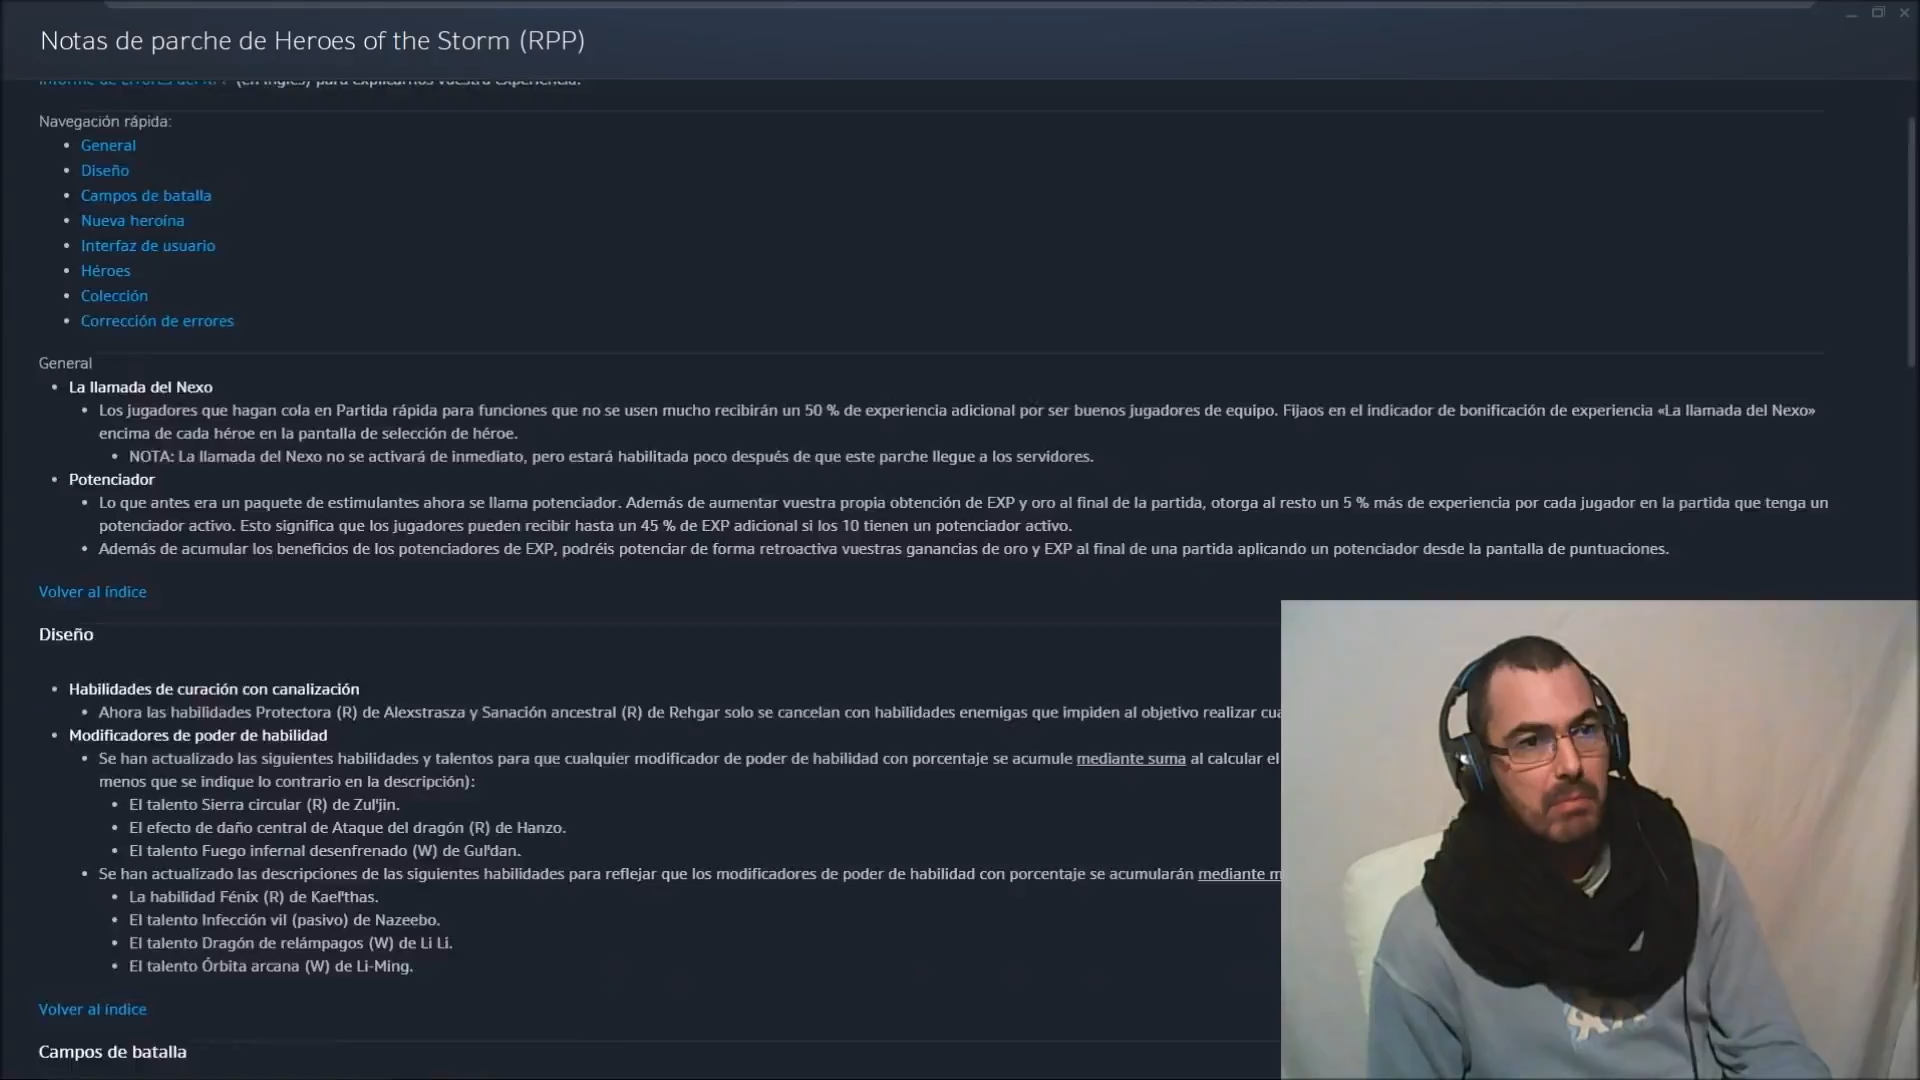 Notas de parche de Heroes of the Storm (RPP)
(en inglés) para explicarnos vuestra experiencia.
Navegación rápida:
• General
• Diseño
• Campos de batalla
• Nueva heroína
• Interfaz de usuario
• Héroes
• Colección
• Corrección de errores
General
• La llamada del Nexo
• Los jugadores que hagan cola en Partida rápida para funciones que no se usen mucho recibirán un 50 % de experiencia adicional por ser buenos jugadores de equipo. Fijaos en el indicador de bonificación de experiencia «La llamada del Nexo»
encima de cada héroe en la pantalla de selección de héroe.
• NOTA: La llamada del Nexo no se activará de inmediato, pero estará habilitada poco después de que este parche llegue a los servidores.
• Potenciador
• Lo que antes era un paquete de estimulantes ahora se llama potenciador. Además de aumentar vuestra propia obtención de EXP y oro al final de la partida, otorga al resto un 5 % más de experiencia por cada jugador en la partida que tenga un
potenciador activo. Esto significa que los jugadores pueden recibir hasta un 45 % de EXP adicional si los 10 tienen un potenciador activo.
• Además de acumular los beneficios de los potenciadores de EXP, podréis potenciar de forma retroactiva vuestras ganancias de oro y EXP al final de una partida aplicando un potenciador desde la pantalla de puntuaciones.
Volver al índice
Diseño
• Habilidades de curación con canalización
• Ahora las habilidades Protectora (R) de Alexstrasza y Sanación ancestral (R) de Rehgar solo se cancelan con habilidades enemigas que impiden al objetivo realizar cua
• Modificadores de poder de habilidad
• Se han actualizado las siguientes habilidades y talentos para que cualquier modificador de poder de habilidad con porcentaje se acumule mediante suma al calcular el
menos que se indique lo contrario en la descripción):
• El talento Sierra circular (R) de Zul'jin.
• El efecto de daño central de Ataque del dragón (R) de Hanzo.
• El talento Fuego infernal desenfrenado (W) de Gul'dan.
• Se han actualizado las descripciones de las siguientes habilidades para reflejar que los modificadores de poder de habilidad con porcentaje se acumularán mediante m
• La habilidad Fénix (R) de Kael'thas.
• El talento Infección vil (pasivo) de Nazeebo.
• El talento Dragón de relámpagos (W) de Li Li.
• El talento Órbita arcana (W) de Li-Ming.
Volver al índice
Campos de batalla